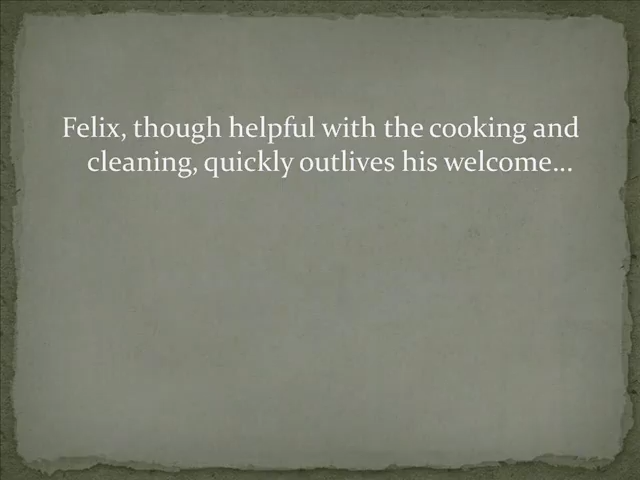 Felix, though helpful with the cooking and
cleaning, quickly outlives his welcome...